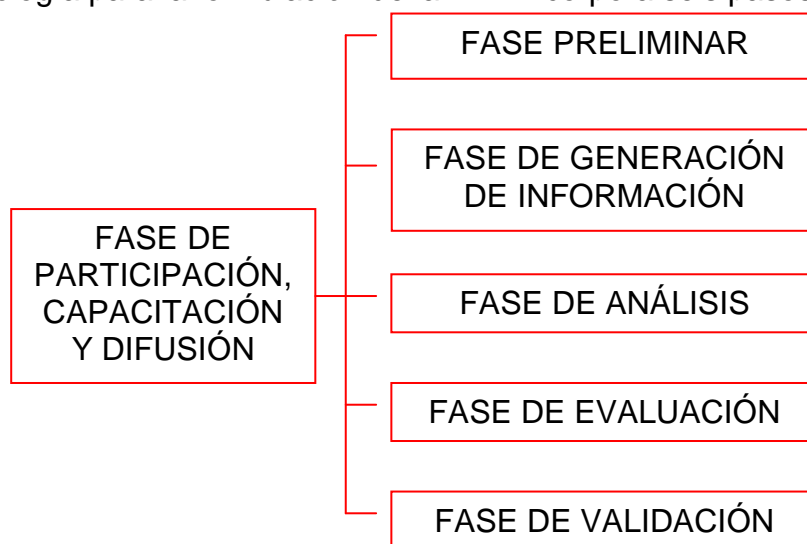 FASE PRELIMINAR
FASE DE GENERACIÓN
DE INFORMACIÓN
FASE DE
PARTICIPACIÓN,
CAPACITACIÓN
Y DIFUSIÓN
FASE DE ANÁLISIS
FASE DE EVALUACIÓN
FASE DE VALIDACIÓN